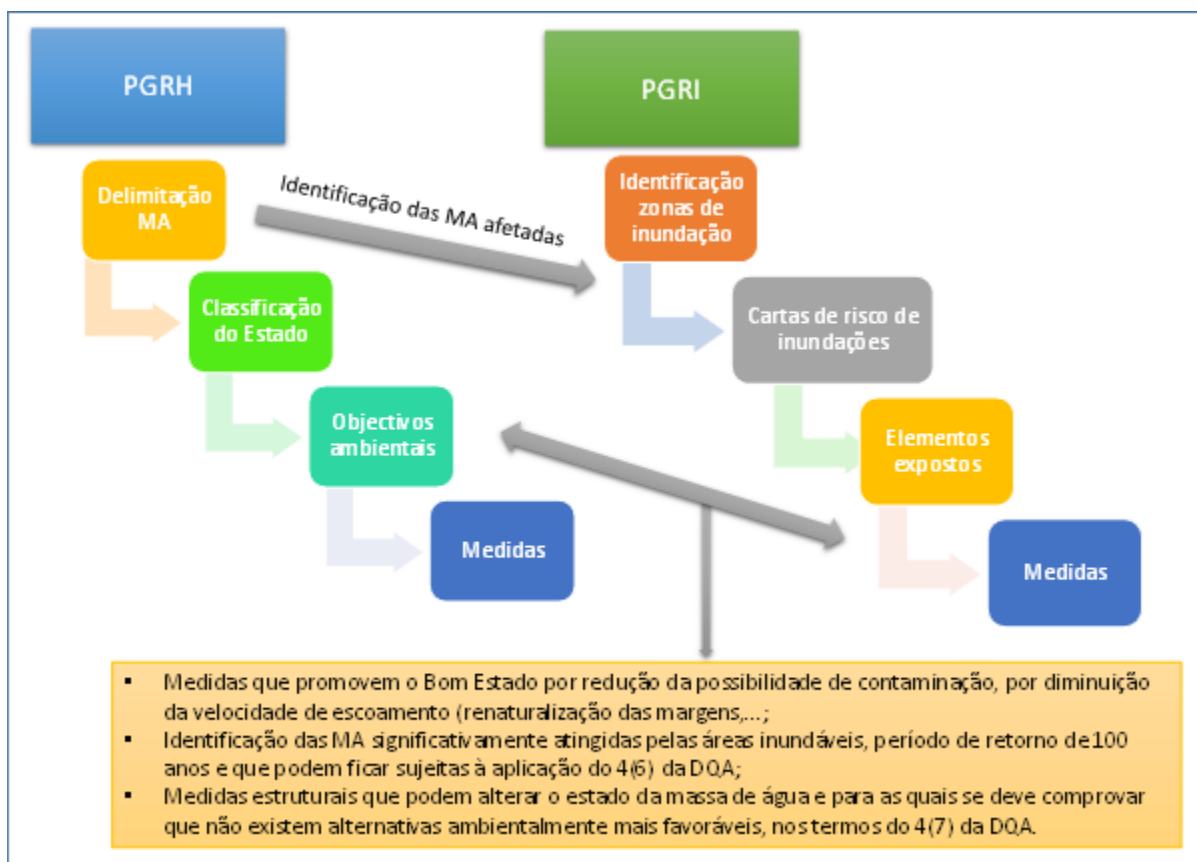 PGRH
PGRI
Delimitação
MA
Identificação das MA afetadas
Identificação
zonas de
inundação
Classificação
do Estado
Cartas de risco de
inundações
Objectivos
ambientais
Elementos
expostos
Medidas
Medidas
▪ Medidas que promovem o Bom Estado por redução da possibilidade de contaminação, por diminuição
da velocidade de escoamento (renaturalização das margens,...;
▪ Identificação das MA significativamente atingidas pelas áreas inundáveis, período de retorno de 100
anos e que podem ficar sujeitas à aplicação do 4(6) da DQA;
▪ Medidas estruturais que podem alterar o estado da massa de água e para as quais se deve comprovar
que não existem alternativas ambientalmente mais favoráveis, nos termos do 4(7) da DQA.